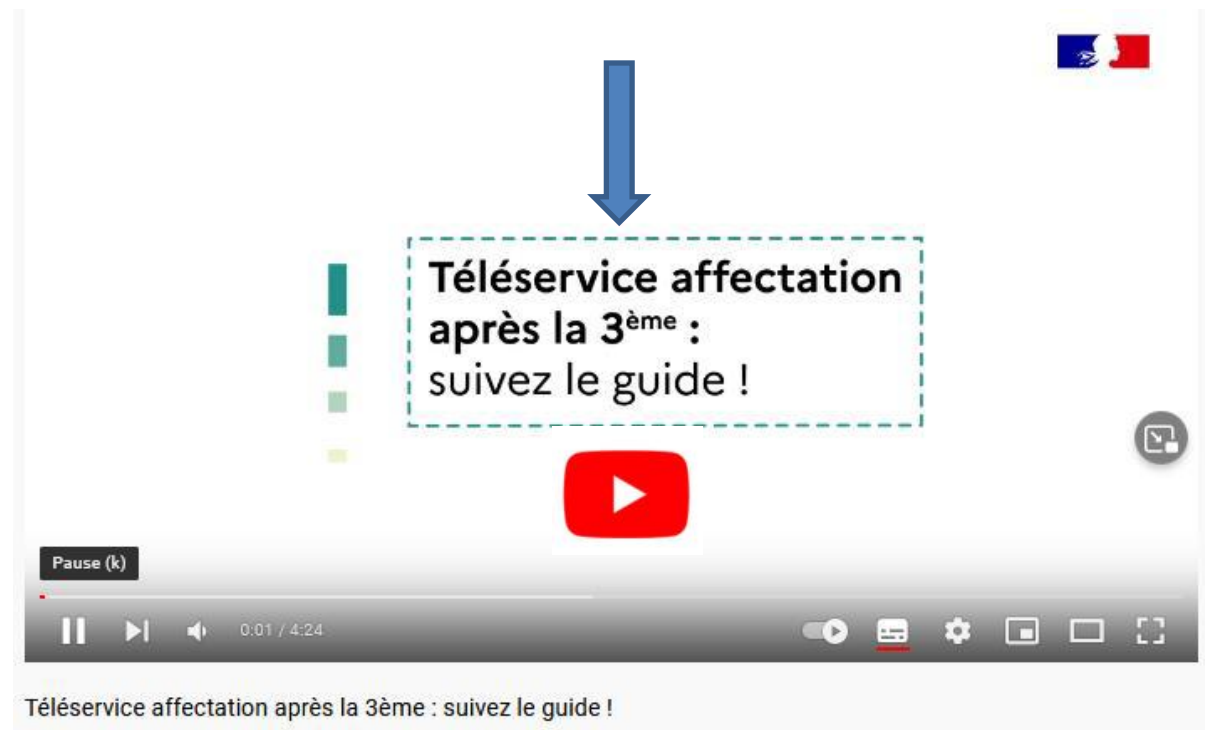 Téléservice affectation
après la 3ème :
suivez le guide !
Pause (k)
0:01 / 4:24
Téléservice affectation après la 3ème : suivez le guide !